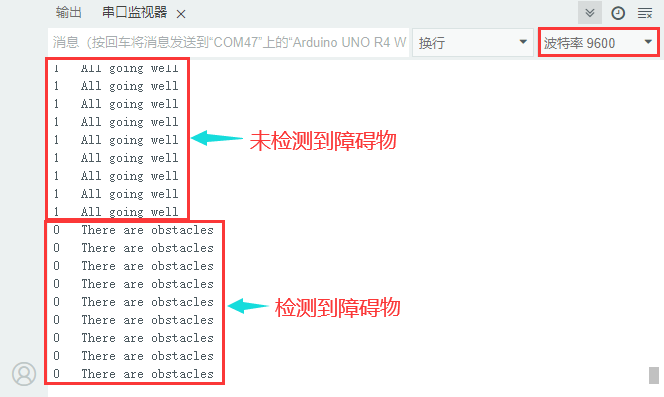 输出 串口监视器 ×
消息（按回车将消息发送到“COM47”上的“Arduino UNO R4 W 换行 波特率 9600
1 All going well
1 All going well
1 All going well
1 All going well
1 All going well
1 All going well
1 All going well
1 All going well
1 All going well
未检测到障碍物
0 There are obstacles
0 There are obstacles
0 There are obstacles
0 There are obstacles
0 There are obstacles
0 There are obstacles
0 There are obstacles
0 There are obstacles
0 There are obstacles
检测到障碍物